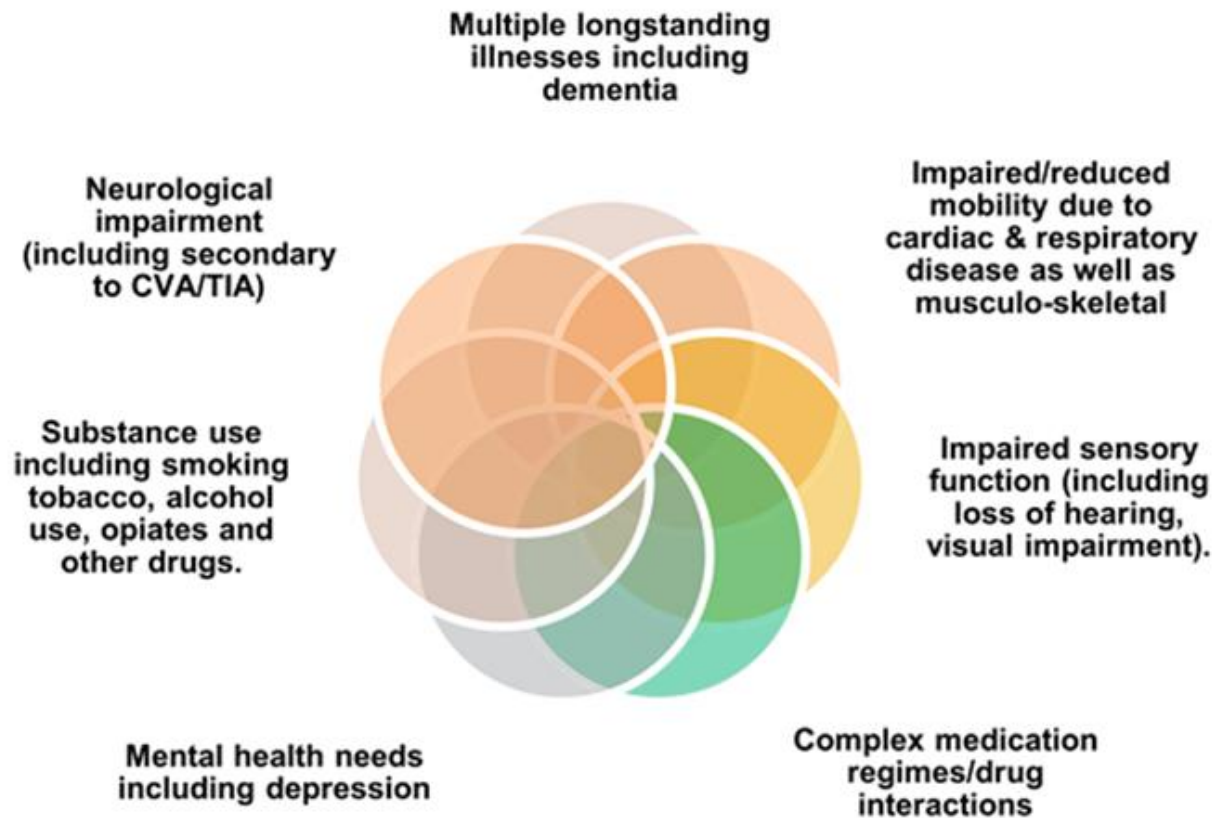 Multiple longstanding
illnesses including
dementia
Impaired/reduced
mobility due to
cardiac & respiratory
disease as well as
musculo-skeletal
Impaired sensory
function (including
loss of hearing,
visual impairment).
Complex medication
regimes/drug
interactions
Mental health needs
including depression
Substance use
including smoking
tobacco, alcohol
use, opiates and
other drugs.
Neurological
impairment
(including secondary
to CVA/TIA)